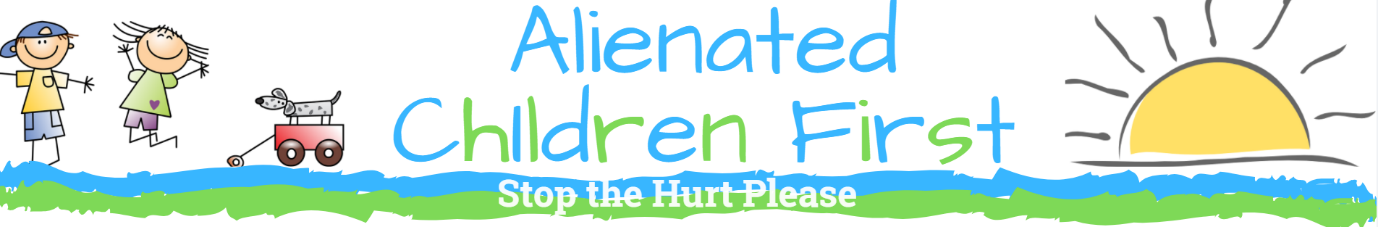 Alienated
Children First
Stop the Hurt Please